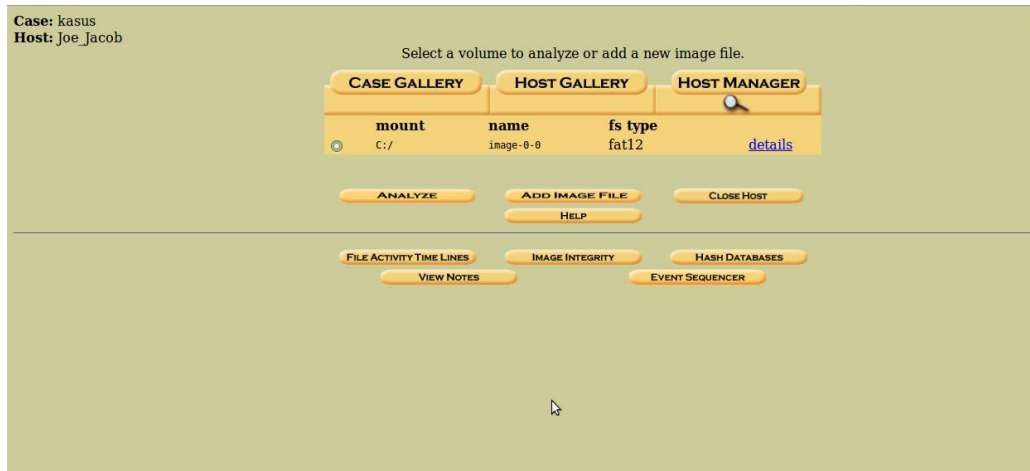 Case: kasus
Host: Joe_Jacob
Select a volume to analyze or add a new image file.
CASE GALLERY HOST GALLERY HOST MANAGER
mount name fs type
C:/ image-0-0 fat12 details
ANALYZE ADD IMAGE FILE CLOSE HOST
HELP
FILE ACTIVITY TIME LINES IMAGE INTEGRITY HASH DATABASES
VIEW NOTES EVENT SEQUENCER